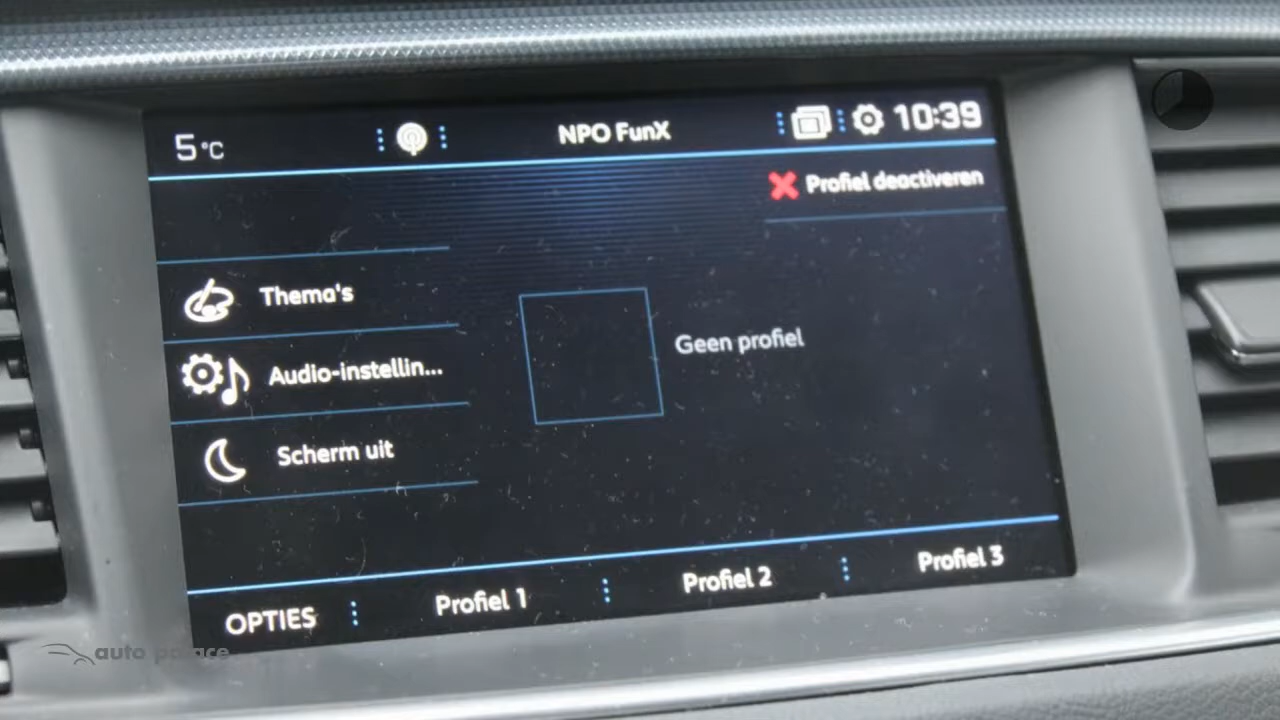 5°C
NPO FunX
10:39
Profiel deactiveren
Thema's
Audio-instellin...
Scherm uit
Geen profiel
OPTIES
Profiel 1
Profiel 2
Profiel 3
auto palace